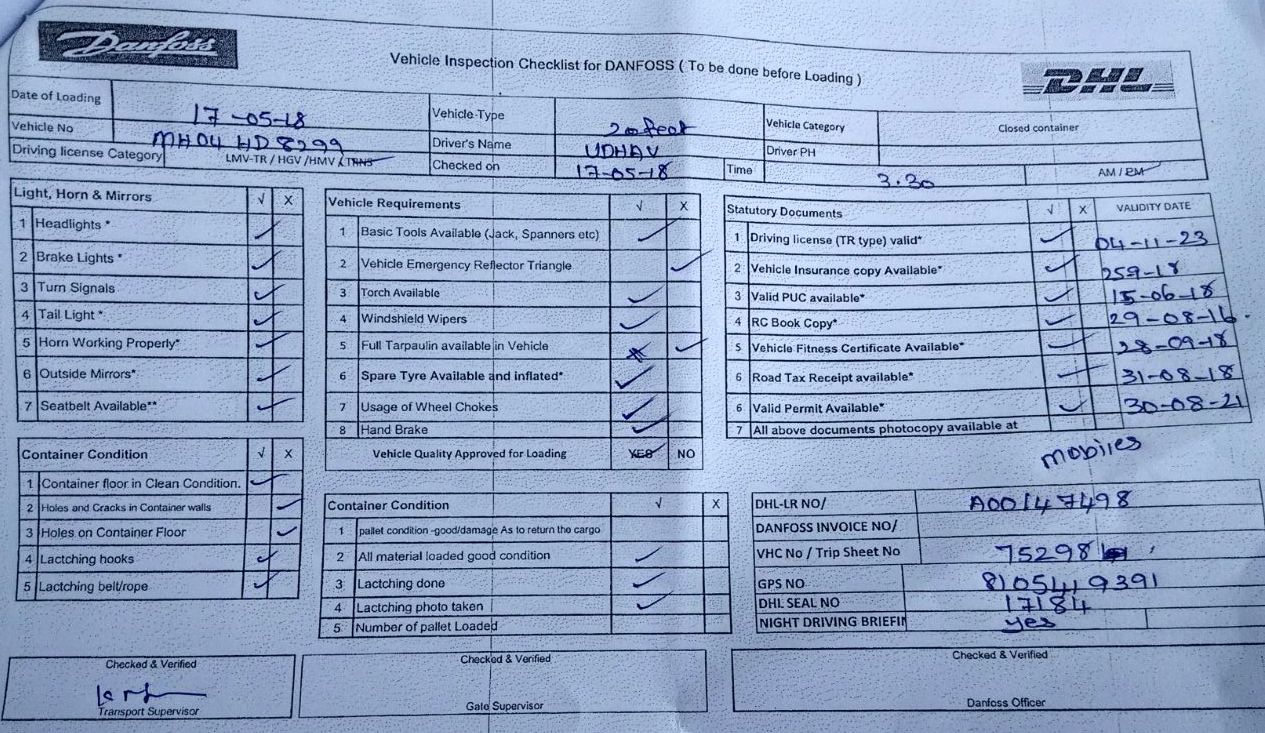 Danfoss
Vehicle Inspection Checklist for DANFOSS ( To be done before Loading )
DHL
Date of Loading 17-05-18 Vehicle Type 20 feet Vehicle Category Closed container
Vehicle No MH04 HD 8299 Driver's Name UDHAV Driver PH
Driving license Category LMV-TR / HGV /HMV / TRNS Checked on 17-05-18 Time 3.30 AM / PM
Light, Horn & Mirrors √ X
1 Headlights * ✓
2 Brake Lights * ✓
3 Turn Signals ✓
4 Tail Light * ✓
5 Horn Working Properly* ✓
6 Outside Mirrors* ✓
7 Seatbelt Available** ✓
Container Condition √ X
1 Container floor in Clean Condition. ✓
2 Holes and Cracks in Container walls ✓
3 Holes on Container Floor ✓
4 Lactching hooks ✓
5 Lactching belt/rope ✓
Vehicle Requirements √ X
1 Basic Tools Available (Jack, Spanners etc) ✓
2 Vehicle Emergency Reflector Triangle ✓
3 Torch Available ✓
4 Windshield Wipers ✓
5 Full Tarpaulin available in Vehicle ✓
6 Spare Tyre Available and inflated* ✓
7 Usage of Wheel Chokes ✓
8 Hand Brake ✓
Vehicle Quality Approved for Loading YES NO
Container Condition √ X
1 pallet condition -good/damage As to return the cargo
2 All material loaded good condition ✓
3 Lactching done ✓
4 Lactching photo taken ✓
5 Number of pallet Loaded
Statutory Documents √ X VALIDITY DATE
1 Driving license (TR type) valid* ✓ 04-11-23
2 Vehicle Insurance copy Available* ✓ 259-18
3 Valid PUC available* ✓ 15-06-18
4 RC Book Copy* ✓ 29-08-16.
5 Vehicle Fitness Certificate Available* ✓ 28-09-18
6 Road Tax Receipt available* ✓ 31-08-18
6 Valid Permit Available* ✓ 30-08-21
7 All above documents photocopy available at
mobiles
DHL-LR NO/ A00147498
DANFOSS INVOICE NO/
VHC No / Trip Sheet No 75298
GPS NO 8105419391
DHL SEAL NO 17184
NIGHT DRIVING BRIEFIN yes
Checked & Verified
Transport Supervisor
Checked & Verified
Gate Supervisor
Checked & Verified
Danfoss Officer